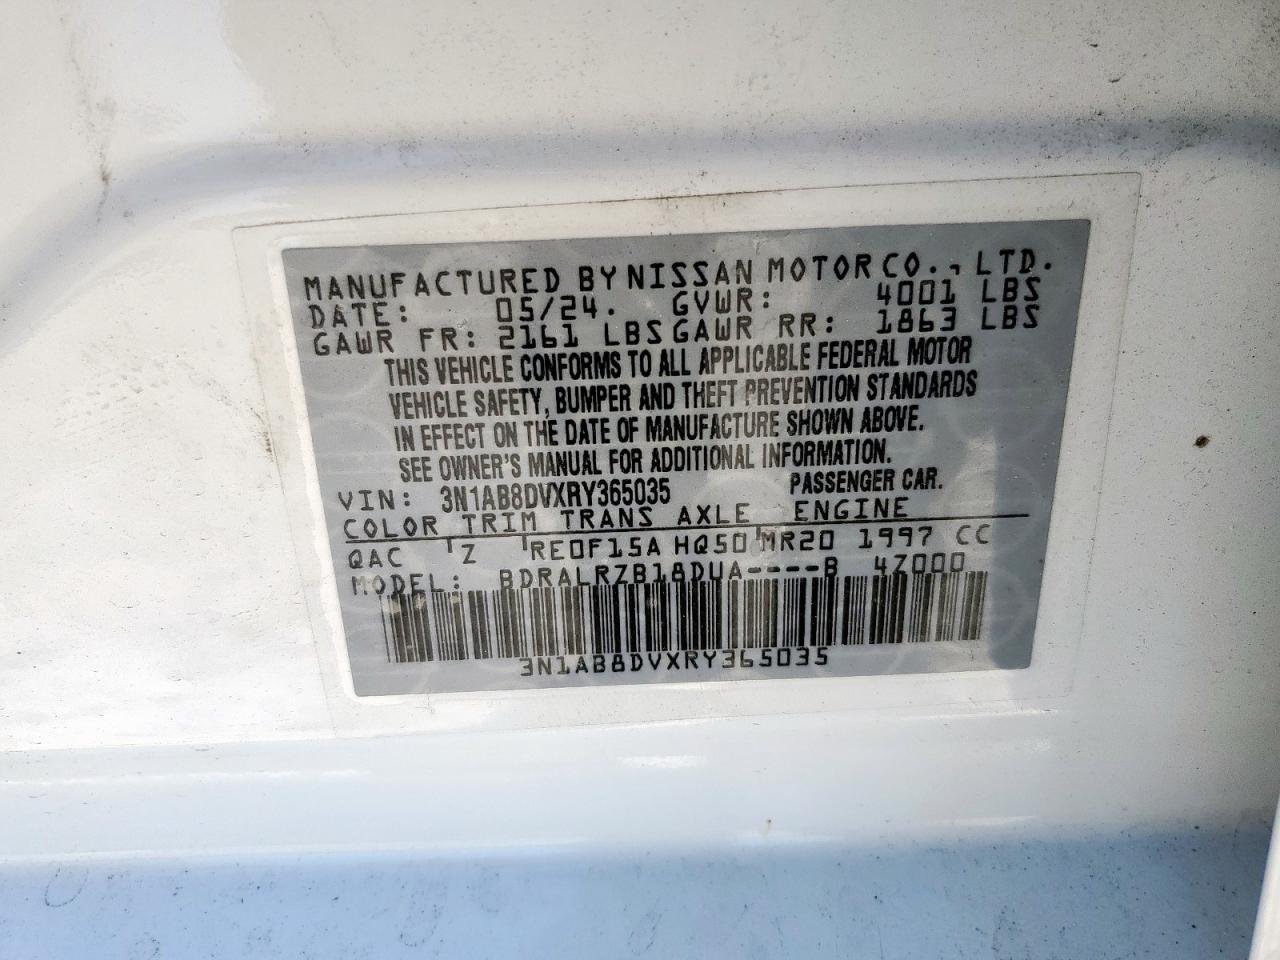 MANUFACTURED BY NISSAN MOTOR CO., LTD.
DATE: 05/24. GVWR: 4001 LBS
GAWR FR: 2161 LBS GAWR RR: 1863 LBS
THIS VEHICLE CONFORMS TO ALL APPLICABLE FEDERAL MOTOR
VEHICLE SAFETY, BUMPER AND THEFT PREVENTION STANDARDS
IN EFFECT ON THE DATE OF MANUFACTURE SHOWN ABOVE.
SEE OWNER'S MANUAL FOR ADDITIONAL INFORMATION.
VIN: 3N1AB8DVXRY365035 PASSENGER CAR.
COLOR TRIM TRANS AXLE ENGINE
QAC Z RE0F15A HQ50 MR20 1997 CC
MODEL: BDRALRZB18DUA----B 4Z000
3N1AB8DVXRY365035